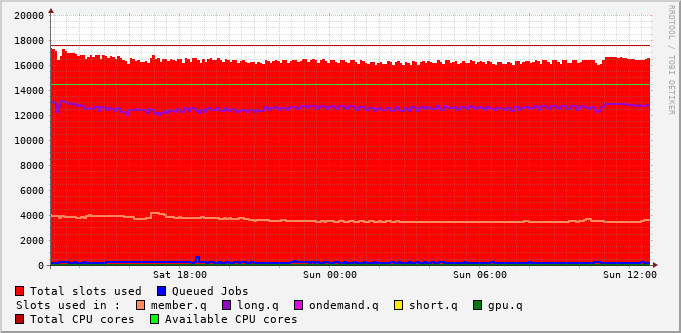 RRDTOOL / TOBI OETIKER
20000
18000
16000
14000
12000
10000
8000
6000
4000
2000
0
Sat 18:00 Sun 00:00 Sun 06:00 Sun 12:00
Total slots used Queued Jobs
Slots used in : member.q long.q ondemand.q short.q gpu.q
Total CPU cores Available CPU cores